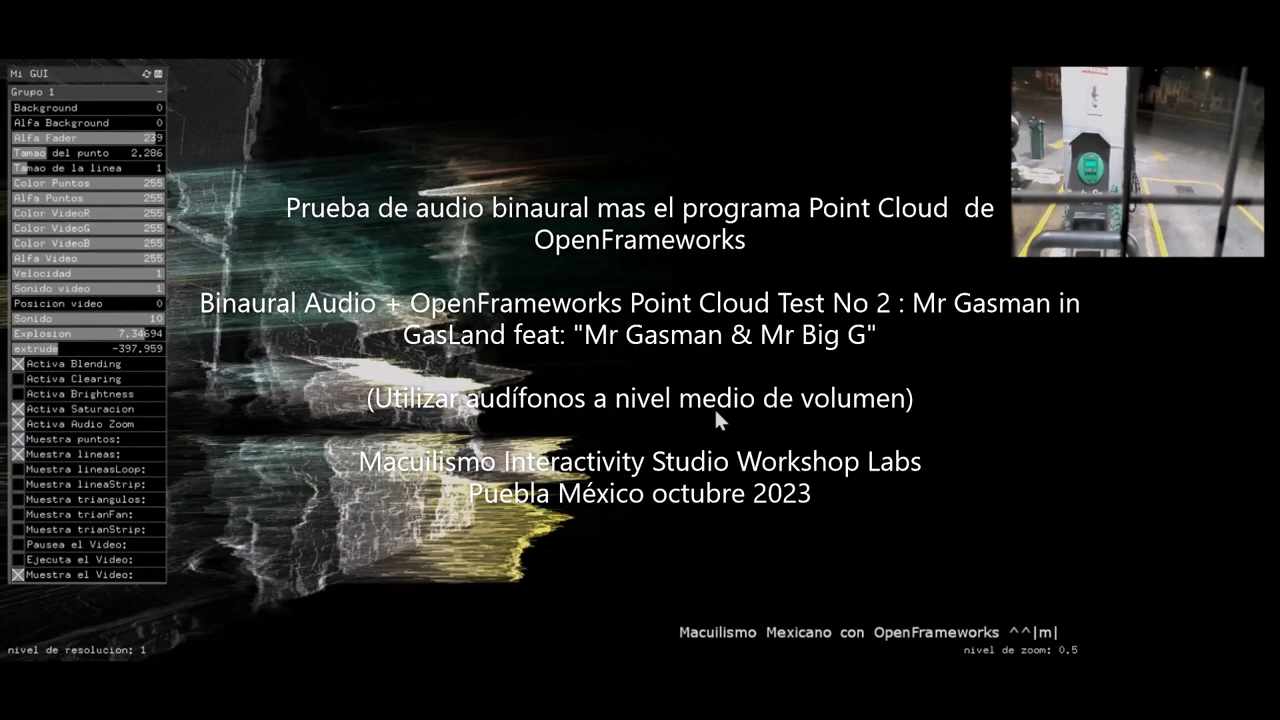 Mi GUI
Grupo 1 -
Background 0
Alfa Background 0
Alfa Fader 239
Tamao del punto 2.286
Tamao de la linea 1
Color Puntos 255
Alfa Puntos 255
Color VideoR 255
Color VideoG 255
Color VideoB 255
Alfa Video 255
Velocidad 1
Sonido video 1
Posicion video 0
Sonido 10
Explosion 7.34694
extrude -397.959
Activa Blending
Activa Clearing
Activa Brightness
Activa Saturacion
Activa Audio Zoom
Muestra puntos:
Muestra lineas:
Muestra lineasLoop:
Muestra lineaStrip:
Muestra triangulos:
Muestra trianFan:
Muestra trianStrip:
Pausea el Video:
Ejecuta el Video:
Muestra el Video:
nivel de resolucion: 1
Prueba de audio binaural mas el programa Point Cloud de
OpenFrameworks
Binaural Audio + OpenFrameworks Point Cloud Test No 2 : Mr Gasman in
GasLand feat: "Mr Gasman & Mr Big G"
(Utilizar audífonos a nivel medio de volumen)
Macuilismo Interactivity Studio Workshop Labs
Puebla México octubre 2023
Macuilismo Mexicano con OpenFrameworks ^^|m|
nivel de zoom: 0.5